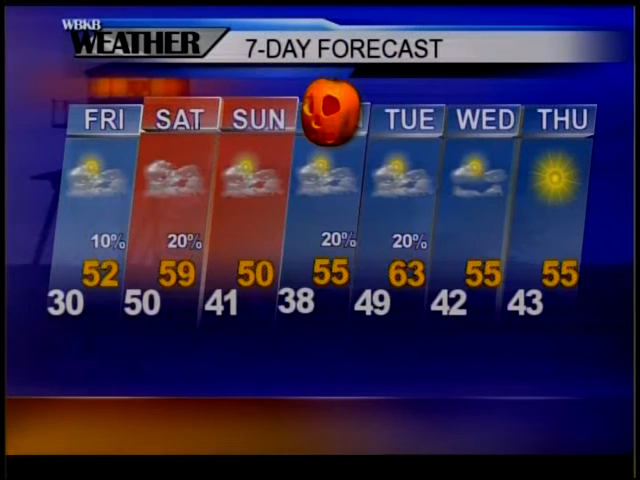 WBKB
WEATHER
7-DAY FORECAST
FRI SAT SUN TUE WED THU
10% 20% 20% 20%
52 59 50 55 63 55 55
30 50 41 38 49 42 43